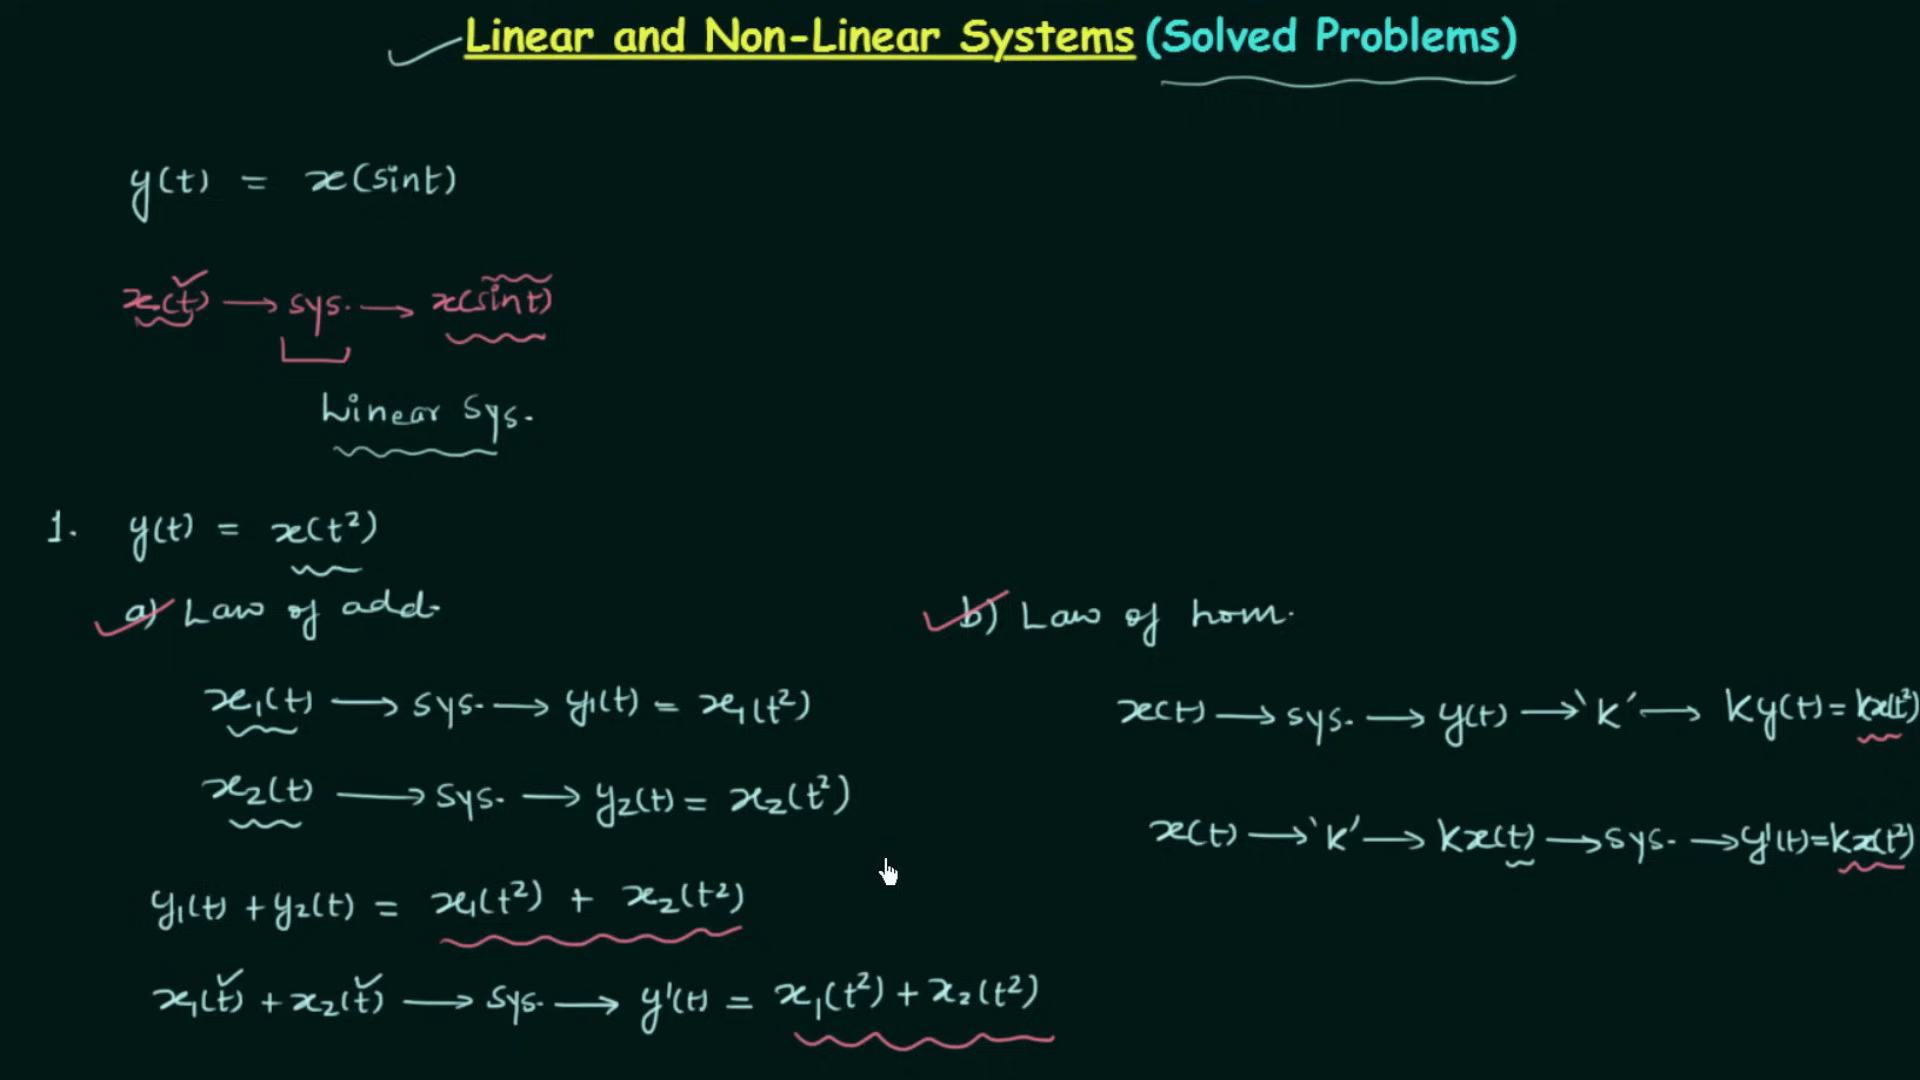 Linear and Non-Linear Systems (Solved Problems)
y(t) = x(sint)
x(t) → sys. → x(sint)
Linear Sys.
1. y(t) = x(t²)
a) Law of add.
x₁(t) → sys. → y₁(t) = x₁(t²)
x₂(t) → sys. → y₂(t) = x₂(t²)
y₁(t) + y₂(t) = x₁(t²) + x₂(t²)
x₁(t) + x₂(t) → sys. → y'(t) = x₁(t²) + x₂(t²)
b) Law of hom.
x(t) → sys. → y(t) → 'K' → Ky(t) = kx(t²)
x(t) → 'K' → Kx(t) → sys. → y'(t) = kx(t²)